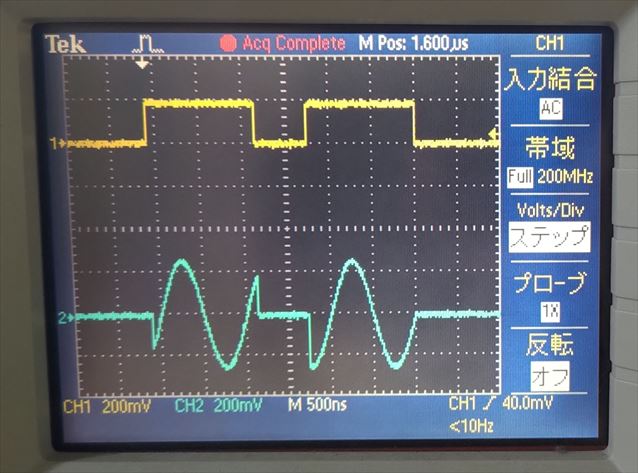 Tek
Acq Complete
M Pos: 1.600µs
CH1
入力結合
AC
帯域
Full 200MHz
Volts/Div
ステップ
プローブ
1X
反転
オフ
1
2
CH1 200mV
CH2 200mV
M 500ns
CH1 40.0mV
<10Hz